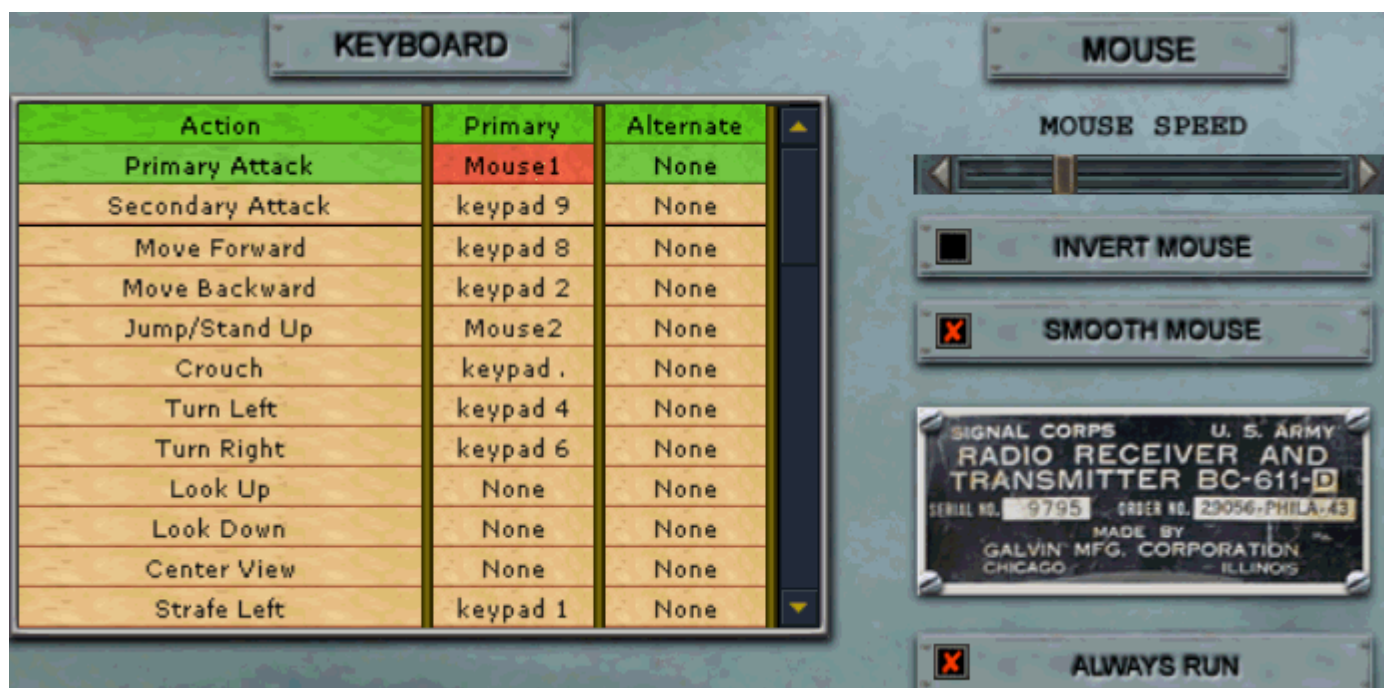 KEYBOARD
Action Primary Alternate
Primary Attack Mouse1 None
Secondary Attack keypad 9 None
Move Forward keypad 8 None
Move Backward keypad 2 None
Jump/Stand Up Mouse2 None
Crouch keypad . None
Turn Left keypad 4 None
Turn Right keypad 6 None
Look Up None None
Look Down None None
Center View None None
Strafe Left keypad 1 None
MOUSE
MOUSE SPEED
INVERT MOUSE
SMOOTH MOUSE
SIGNAL CORPS U. S. ARMY
RADIO RECEIVER AND
TRANSMITTER BC-611-D
SERIAL NO. 9795 ORDER NO. 29056-PHILA-43
MADE BY
GALVIN MFG. CORPORATION
CHICAGO ILLINOIS
ALWAYS RUN